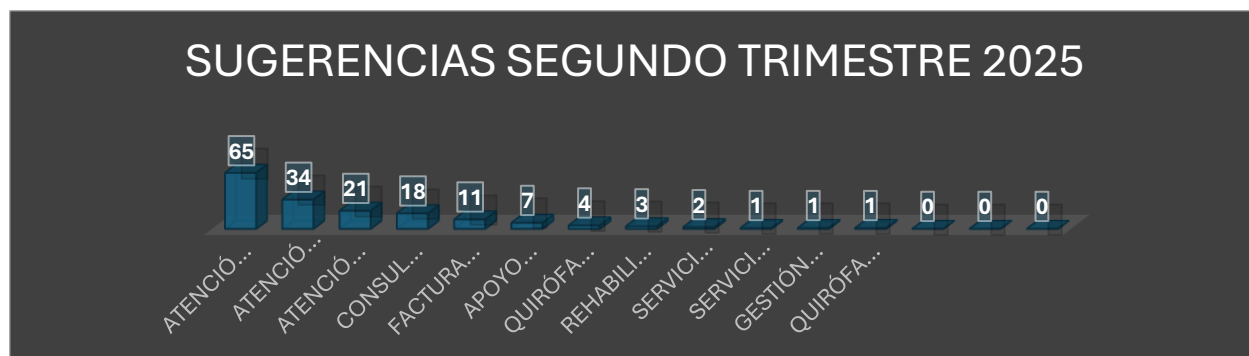 SUGERENCIAS SEGUNDO TRIMESTRE 2025
65
34
21
18
11
7
4
3
2
1
1
1
0
0
0
ATENCIÓ...
ATENCIÓ...
ATENCIÓ...
CONSUL...
FACTURA...
APOYO...
QUIRÓFA...
REHABILI...
SERVICI...
SERVICI...
GESTIÓN...
QUIRÓFA...